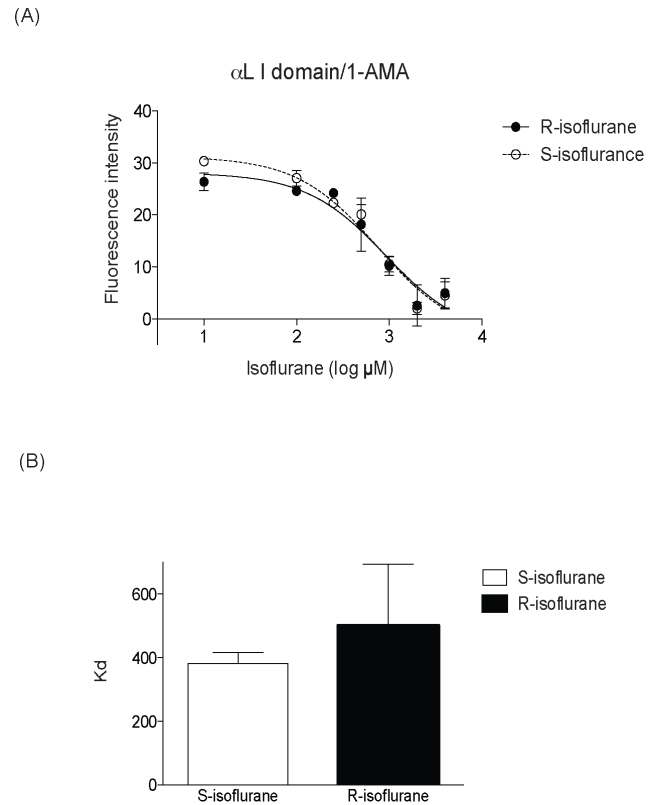 (A)
αL I domain/1-AMA
Fluorescence intensity
40
30
20
10
0
1 2 3 4
Isoflurane (log µM)
R-isoflurane
S-isoflurance
(B)
Kd
600
400
200
0
S-isoflurane R-isoflurane
S-isoflurane
R-isoflurane